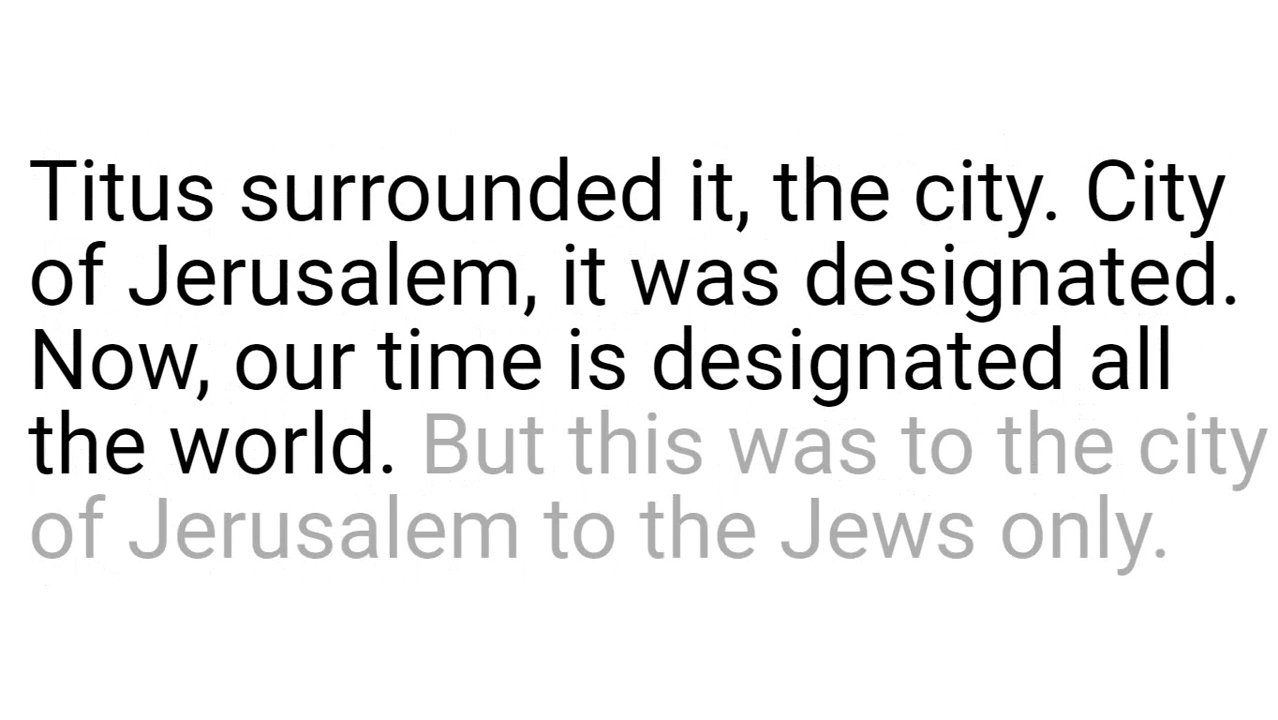 Titus surrounded it, the city. City
of Jerusalem, it was designated.
Now, our time is designated all
the world. But this was to the city
of Jerusalem to the Jews only.